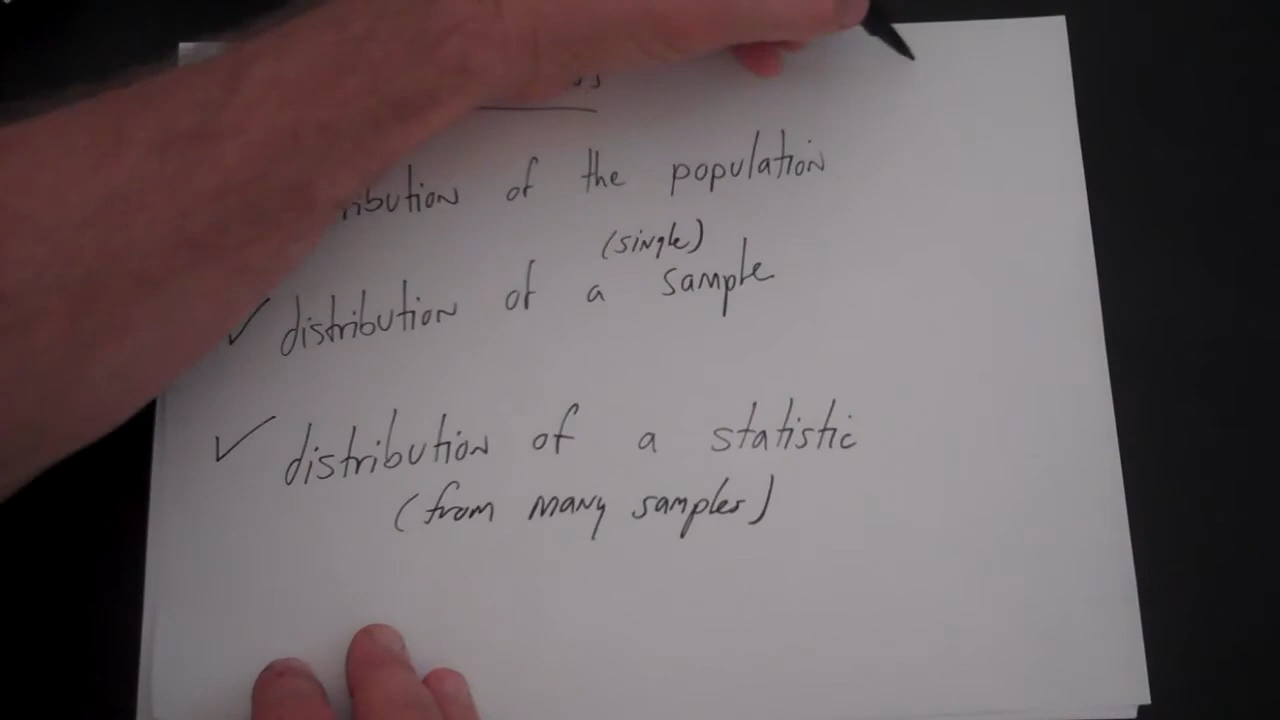 of the population
(single)
✓ distribution of a sample
✓ distribution of a statistic
(from many samples)